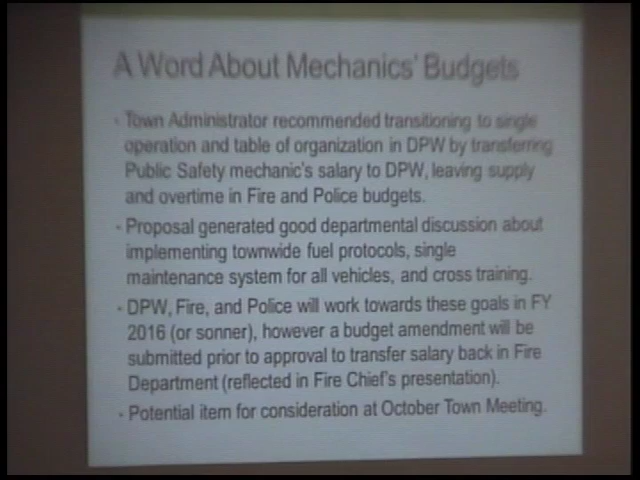 A Word About Mechanics' Budgets
• Town Administrator recommended transitioning to single
operation and table of organization in DPW by transferring
Public Safety mechanic's salary to DPW, leaving supply
and overtime in Fire and Police budgets.
• Proposal generated good departmental discussion about
implementing townwide fuel protocols, single
maintenance system for all vehicles, and cross training.
• DPW, Fire, and Police will work towards these goals in FY
2016 (or sonner), however a budget amendment will be
submitted prior to approval to transfer salary back in Fire
Department (reflected in Fire Chief's presentation).
• Potential item for consideration at October Town Meeting.